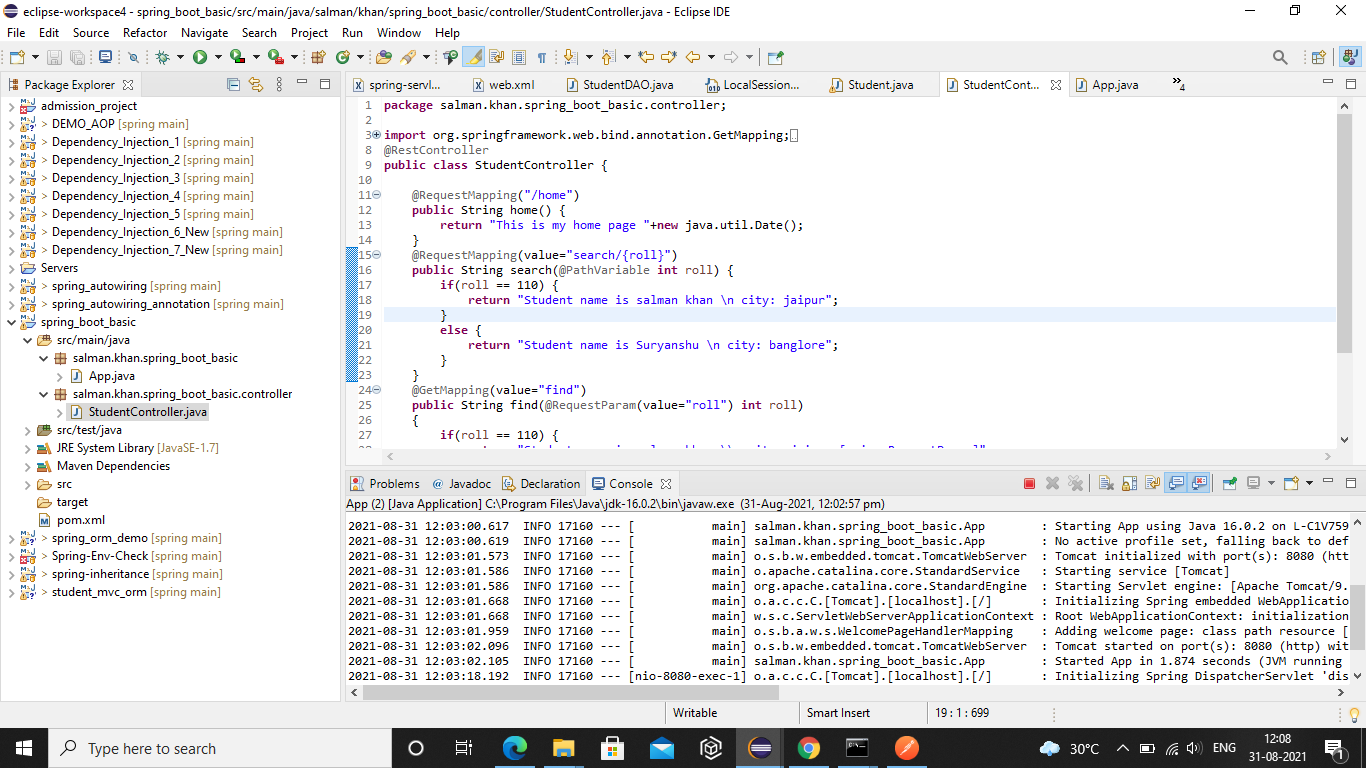 eclipse-workspace4 - spring_boot_basic/src/main/java/salman/khan/spring_boot_basic/controller/StudentController.java - Eclipse IDE
File Edit Source Refactor Navigate Search Project Run Window Help
Package Explorer
admission_project
> DEMO_AOP [spring main]
> Dependency_Injection_1 [spring main]
> Dependency_Injection_2 [spring main]
> Dependency_Injection_3 [spring main]
> Dependency_Injection_4 [spring main]
> Dependency_Injection_5 [spring main]
> Dependency_Injection_6_New [spring main]
> Dependency_Injection_7_New [spring main]
Servers
> spring_autowiring [spring main]
> spring_autowiring_annotation [spring main]
spring_boot_basic
src/main/java
salman.khan.spring_boot_basic
App.java
salman.khan.spring_boot_basic.controller
StudentController.java
src/test/java
JRE System Library [JavaSE-1.7]
Maven Dependencies
src
target
pom.xml
> spring_orm_demo [spring main]
> Spring-Env-Check [spring main]
> spring-inheritance [spring main]
> student_mvc_orm [spring main]
spring-servl... web.xml StudentDAO.java LocalSession... Student.java StudentCont... App.java »4
1 package salman.khan.spring_boot_basic.controller;
2
3 import org.springframework.web.bind.annotation.GetMapping;
8 @RestController
9 public class StudentController {
10
11 @RequestMapping("/home")
12 public String home() {
13 return "This is my home page "+new java.util.Date();
14 }
15 @RequestMapping(value="search/{roll}")
16 public String search(@PathVariable int roll) {
17 if(roll == 110) {
18 return "Student name is salman khan \n city: jaipur";
19 }
20 else {
21 return "Student name is Suryanshu \n city: banglore";
22 }
23 }
24 @GetMapping(value="find")
25 public String find(@RequestParam(value="roll") int roll)
26 {
27 if(roll == 110) {
Problems @ Javadoc Declaration Console
App (2) [Java Application] C:\Program Files\Java\jdk-16.0.2\bin\javaw.exe (31-Aug-2021, 12:02:57 pm)
2021-08-31 12:03:00.617 INFO 17160 --- [ main] salman.khan.spring_boot_basic.App : Starting App using Java 16.0.2 on L-C1V759
2021-08-31 12:03:00.619 INFO 17160 --- [ main] salman.khan.spring_boot_basic.App : No active profile set, falling back to def
2021-08-31 12:03:01.573 INFO 17160 --- [ main] o.s.b.w.embedded.tomcat.TomcatWebServer : Tomcat initialized with port(s): 8080 (htt
2021-08-31 12:03:01.586 INFO 17160 --- [ main] o.apache.catalina.core.StandardService : Starting service [Tomcat]
2021-08-31 12:03:01.586 INFO 17160 --- [ main] org.apache.catalina.core.StandardEngine : Starting Servlet engine: [Apache Tomcat/9.
2021-08-31 12:03:01.668 INFO 17160 --- [ main] o.a.c.c.C.[Tomcat].[localhost].[/] : Initializing Spring embedded WebApplicatio
2021-08-31 12:03:01.668 INFO 17160 --- [ main] w.s.c.ServletWebServerApplicationContext : Root WebApplicationContext: initialization
2021-08-31 12:03:01.959 INFO 17160 --- [ main] o.s.b.a.w.s.WelcomePageHandlerMapping : Adding welcome page: class path resource [
2021-08-31 12:03:02.096 INFO 17160 --- [ main] o.s.b.w.embedded.tomcat.TomcatWebServer : Tomcat started on port(s): 8080 (http) wit
2021-08-31 12:03:02.105 INFO 17160 --- [ main] salman.khan.spring_boot_basic.App : Started App in 1.874 seconds (JVM running
2021-08-31 12:03:18.192 INFO 17160 --- [nio-8080-exec-1] o.a.c.c.C.[Tomcat].[localhost].[/] : Initializing Spring DispatcherServlet 'dis
Writable Smart Insert 19 : 1 : 699
Type here to search
30°C ENG 12:08
31-08-2021
1